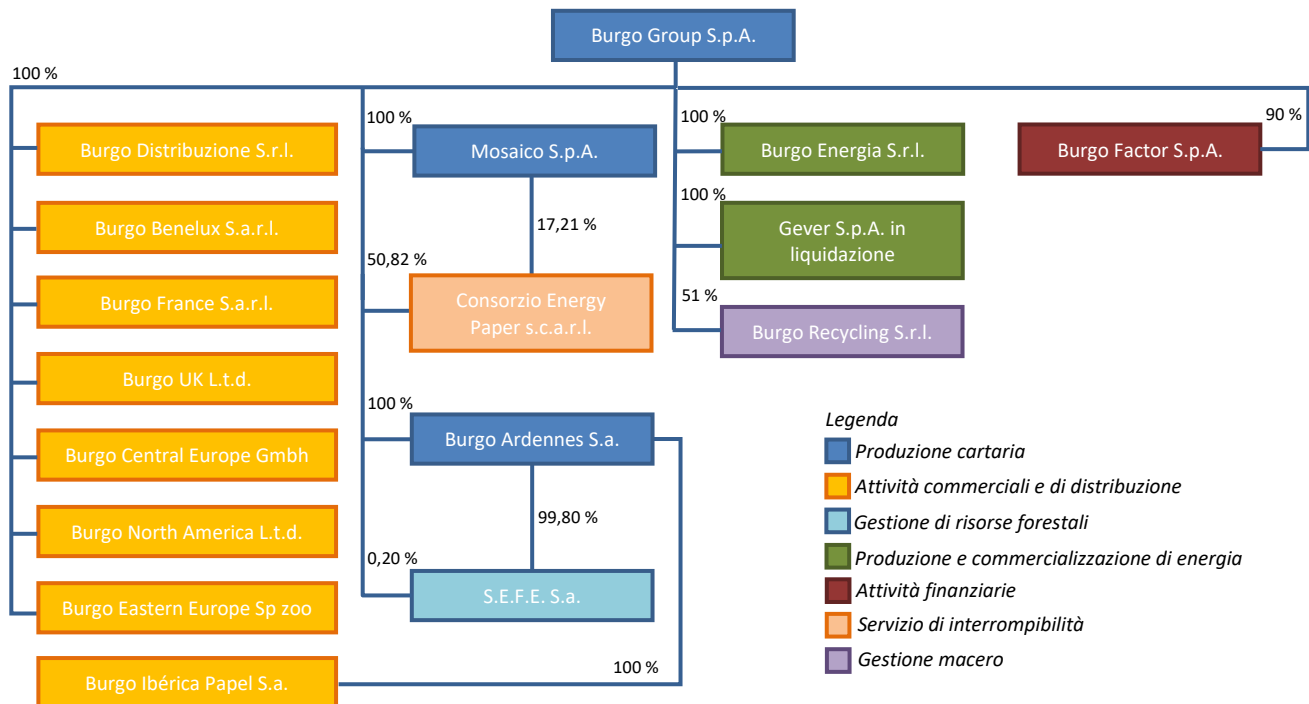 Burgo Group S.p.A.
100 %
100 %
100 %
90 %
Burgo Distribuzione S.r.l.
Mosaico S.p.A.
Burgo Energia S.r.l.
Burgo Factor S.p.A.
100 %
Burgo Benelux S.a.r.l.
17,21 %
Gever S.p.A. in
liquidazione
50,82 %
Burgo France S.a.r.l.
Consorzio Energy
Paper s.c.a.r.l.
51 %
Burgo Recycling S.r.l.
Burgo UK L.t.d.
100 %
Burgo Central Europe Gmbh
Burgo Ardennes S.a.
Burgo North America L.t.d.
99,80 %
0,20 %
Burgo Eastern Europe Sp zoo
S.E.F.E. S.a.
100 %
Burgo Ibérica Papel S.a.
Legenda
Produzione cartaria
Attività commerciali e di distribuzione
Gestione di risorse forestali
Produzione e commercializzazione di energia
Attività finanziarie
Servizio di interrompibilità
Gestione macero